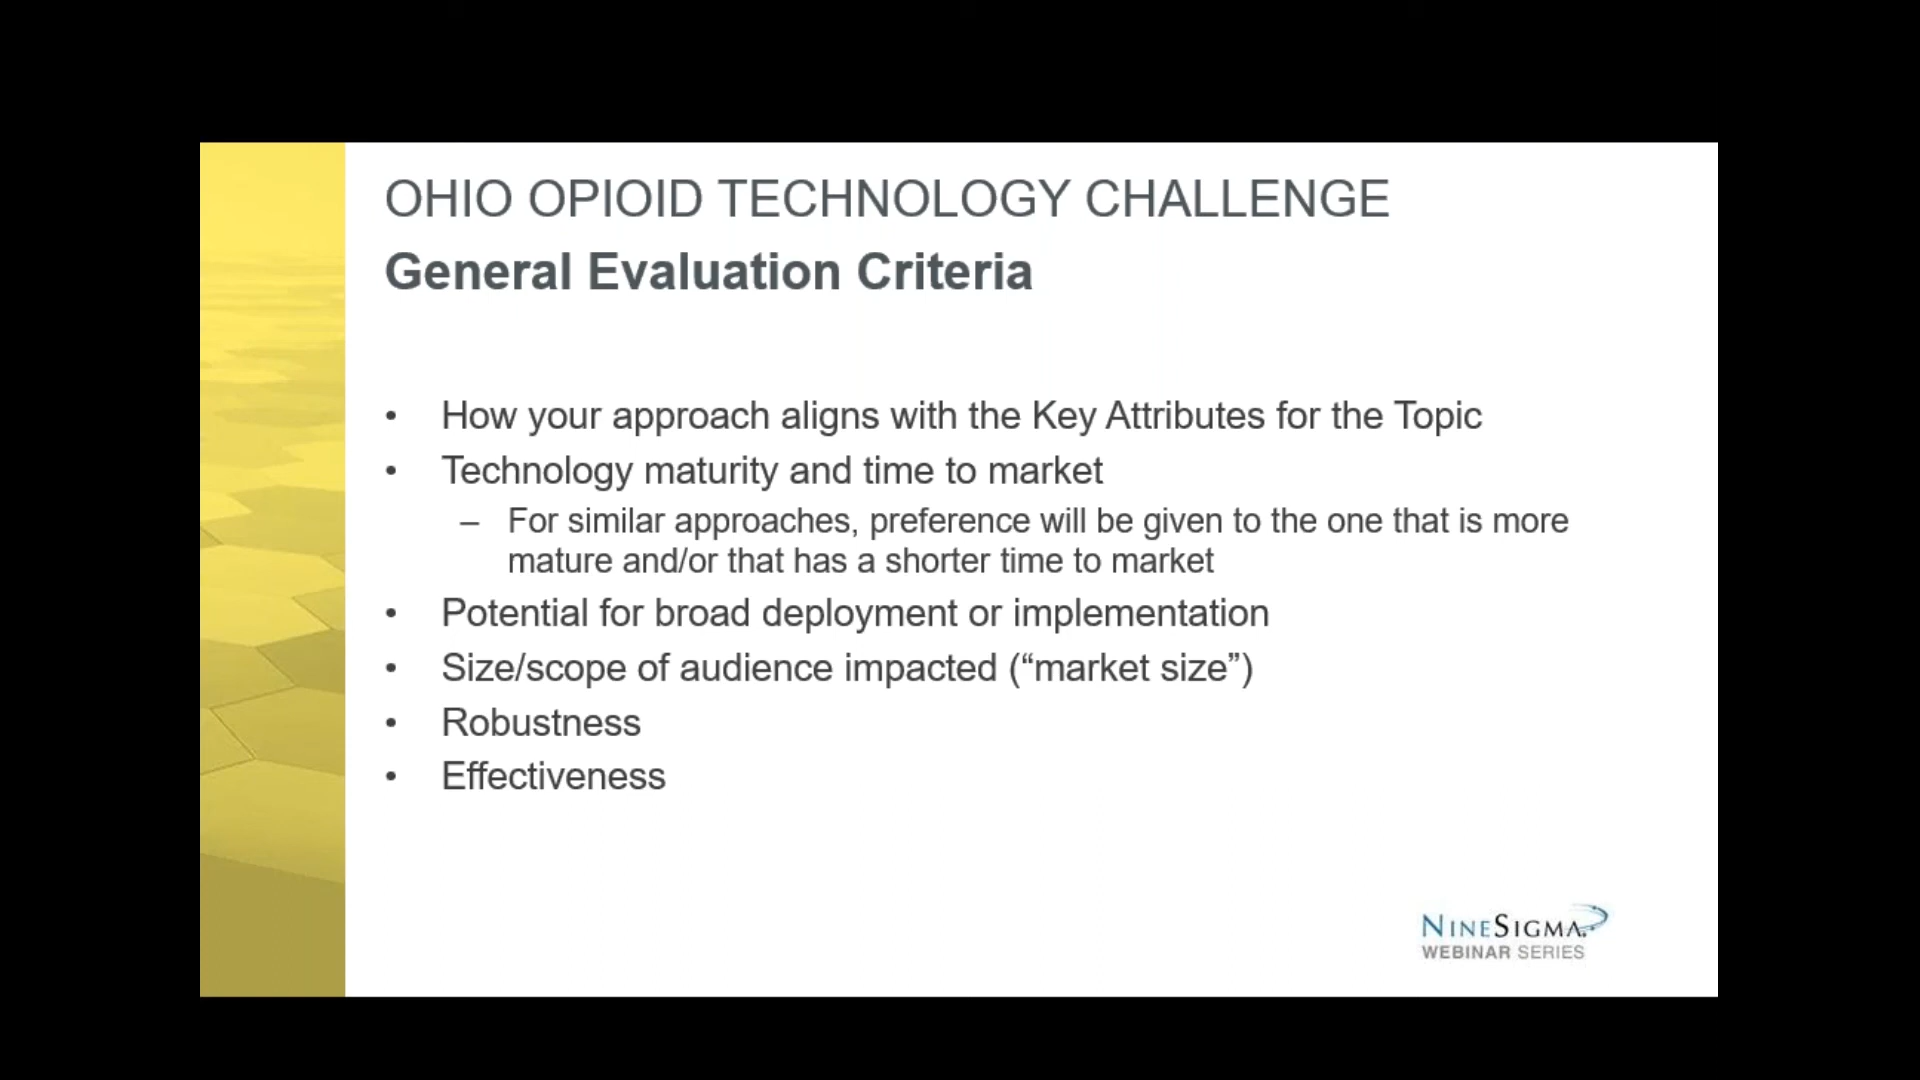 OHIO OPIOID TECHNOLOGY CHALLENGE
General Evaluation Criteria
• How your approach aligns with the Key Attributes for the Topic
• Technology maturity and time to market
– For similar approaches, preference will be given to the one that is more
mature and/or that has a shorter time to market
• Potential for broad deployment or implementation
• Size/scope of audience impacted (“market size”)
• Robustness
• Effectiveness
NINESIGMA
WEBINAR SERIES